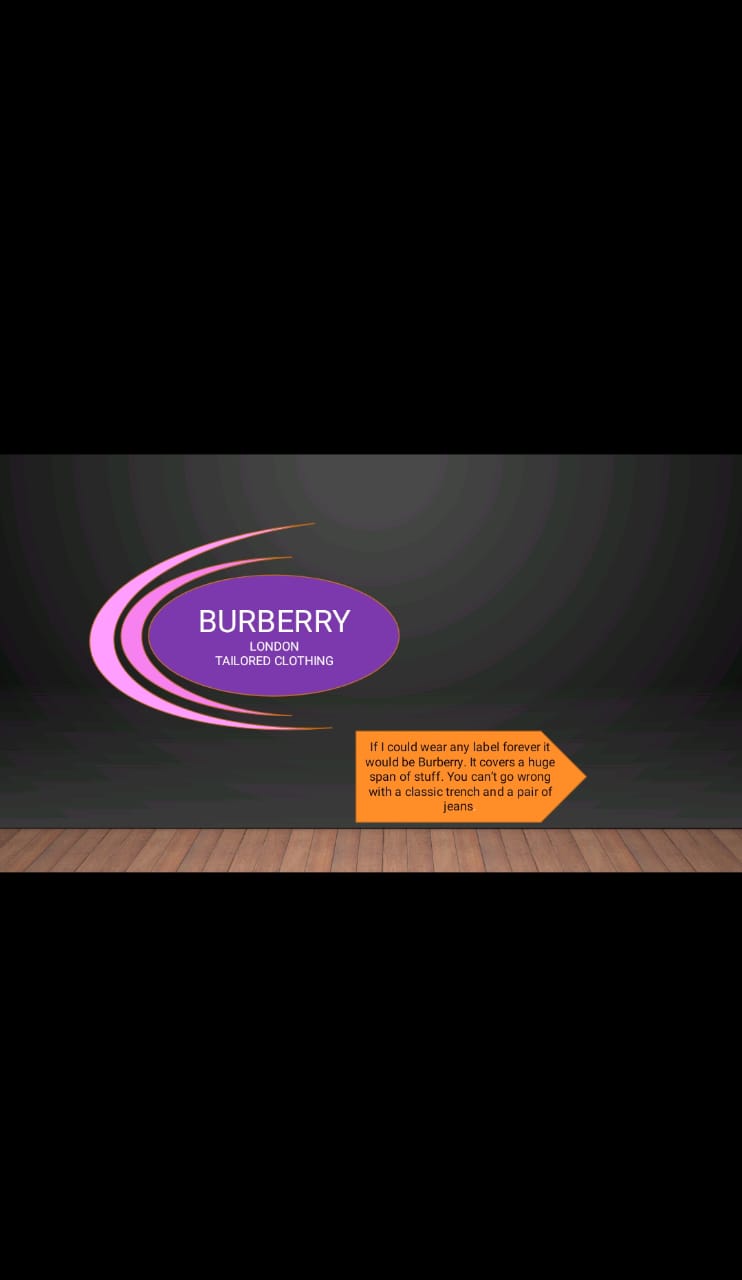 BURBERRY
LONDON
TAILORED CLOTHING
If I could wear any label forever it
would be Burberry. It covers a huge
span of stuff. You can't go wrong
with a classic trench and a pair of
jeans